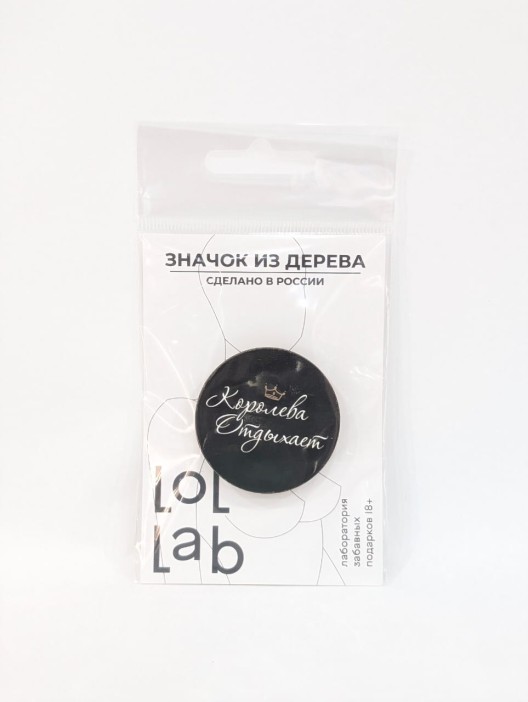 ЗНАЧОК ИЗ ДЕРЕВА
СДЕЛАНО В РОССИИ
Королева
Отдыхает
LOL
Lab
лаборатория
забавных
подарков 18+